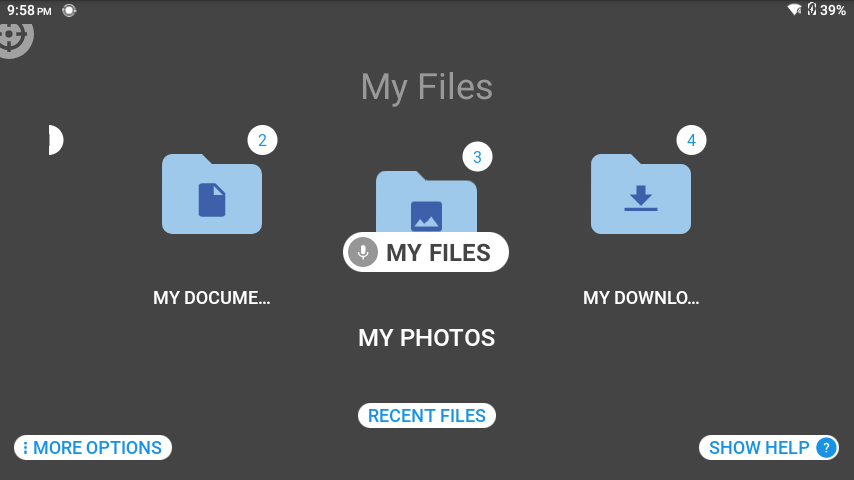 9:58 PM
39%
My Files
2
3
4
MY FILES
MY DOCUME...
MY DOWNLO...
MY PHOTOS
RECENT FILES
MORE OPTIONS
SHOW HELP ?